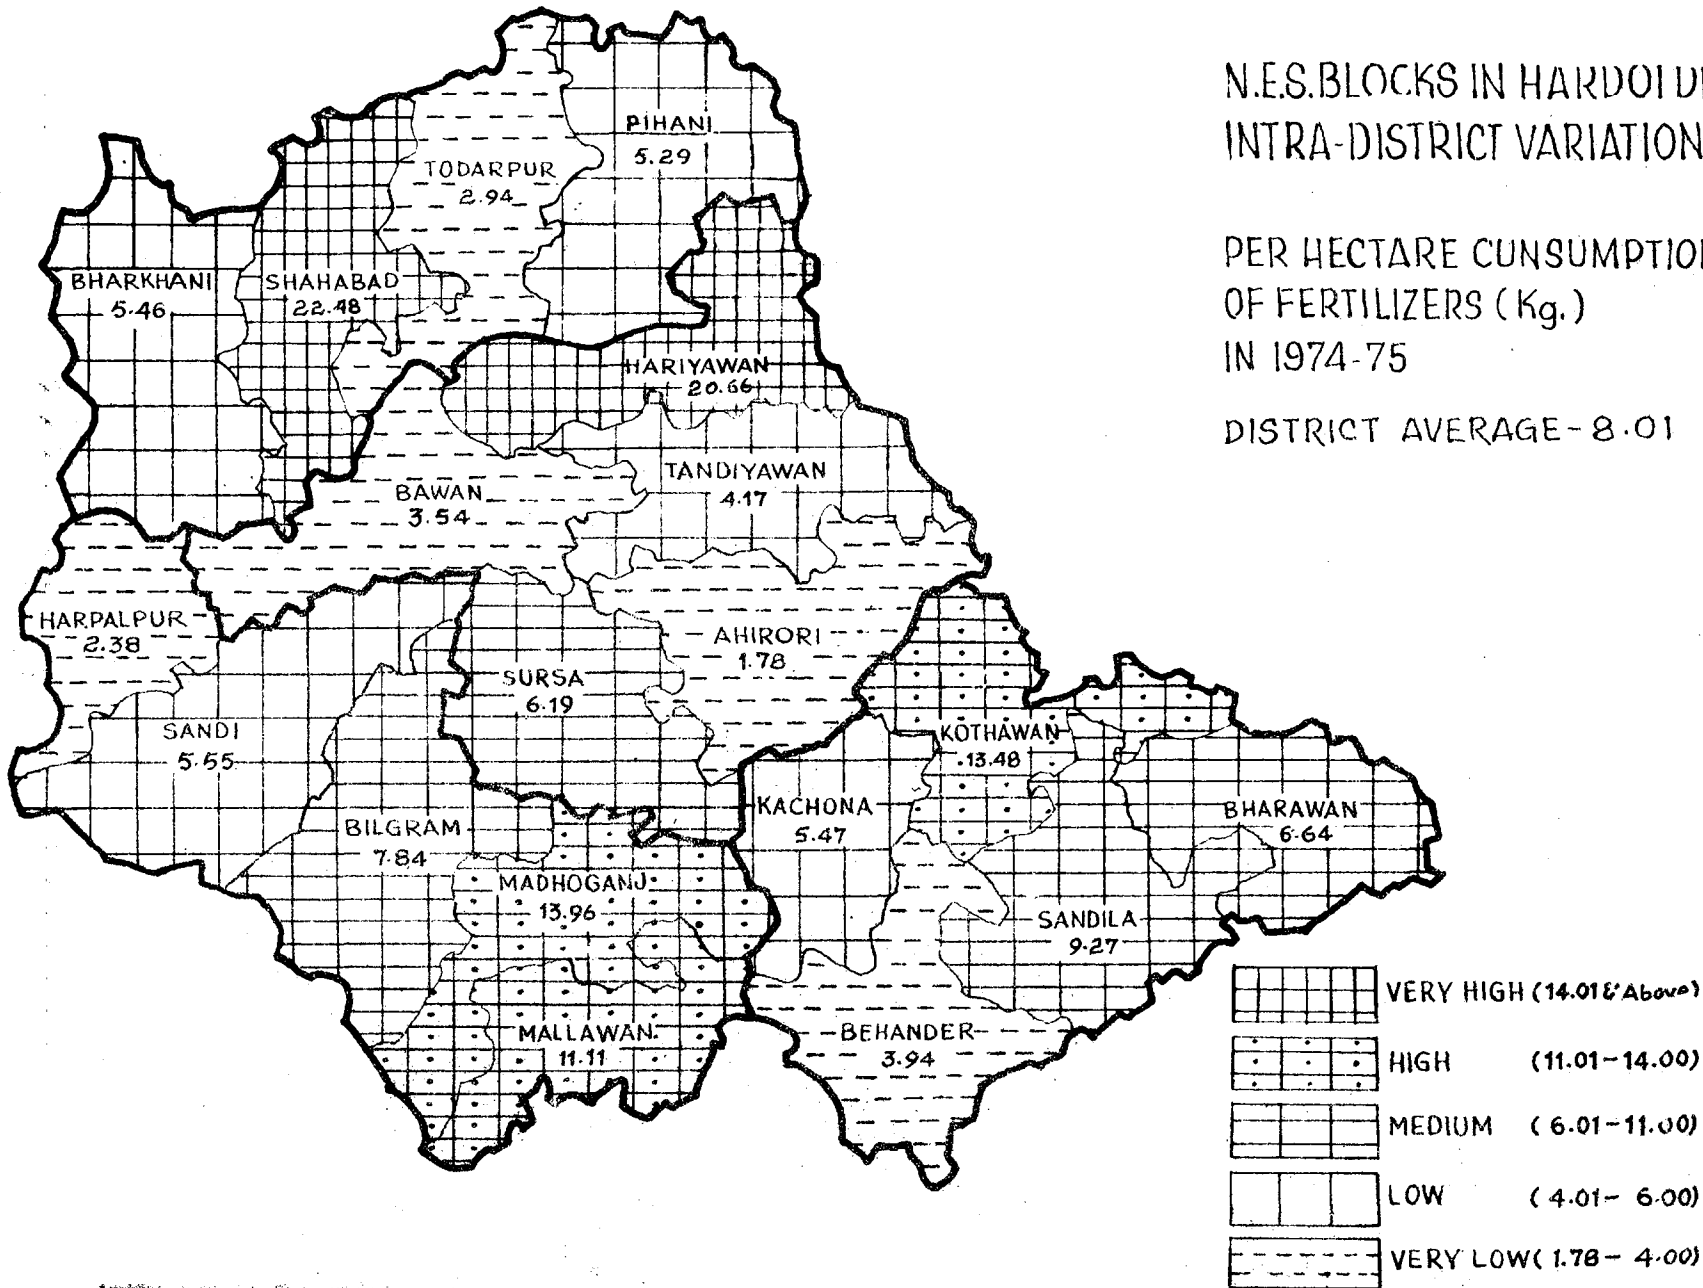 N.E.S.BLOCKS IN HARDOI DI
INTRA-DISTRICT VARIATION
PER HECTARE CUNSUMPTION
OF FERTILIZERS (Kg.)
IN 1974-75
DISTRICT AVERAGE-8.01
PIHANI
5.29
TODARPUR
2.94
BHARKHANI
5.46
SHAHABAD
22.48
HARIYAWAN
20.66
TANDIYAWAN
4.17
BAWAN
3.54
HARPALPUR
2.38
AHIRORI
1.78
SURSA
6.19
SANDI
5.55
KOTHAWAN
13.48
KACHONA
5.47
BHARAWAN
6.64
BILGRAM
7.84
MADHOGANJ
13.96
SANDILA
9.27
MALLAWAN
11.11
BEHANDER
3.94
VERY HIGH (14.01 & Above)
HIGH (11.01-14.00)
MEDIUM (6.01-11.00)
LOW (4.01- 6.00)
VERY LOW (1.78- 4.00)